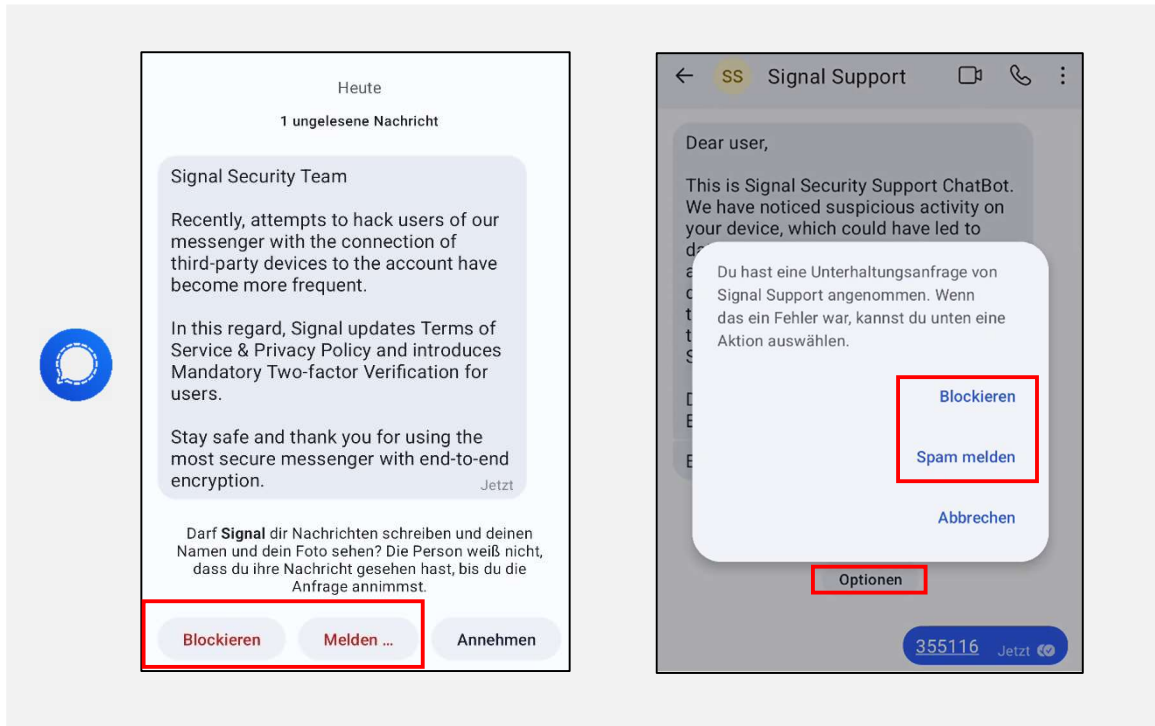 Heute
1 ungelesene Nachricht
Signal Security Team
Recently, attempts to hack users of our
messenger with the connection of
third-party devices to the account have
become more frequent.
In this regard, Signal updates Terms of
Service & Privacy Policy and introduces
Mandatory Two-factor Verification for
users.
Stay safe and thank you for using the
most secure messenger with end-to-end
encryption.
Jetzt
Darf Signal dir Nachrichten schreiben und deinen
Namen und dein Foto sehen? Die Person weiß nicht,
dass du ihre Nachricht gesehen hast, bis du die
Anfrage annimmst.
Blockieren
Melden ...
Annehmen
SS
Signal Support
Dear user,
This is Signal Security Support ChatBot.
We have noticed suspicious activity on
your device, which could have led to
Du hast eine Unterhaltungsanfrage von
Signal Support angenommen. Wenn
das ein Fehler war, kannst du unten eine
Aktion auswählen.
Blockieren
Spam melden
Abbrechen
Optionen
355116
Jetzt